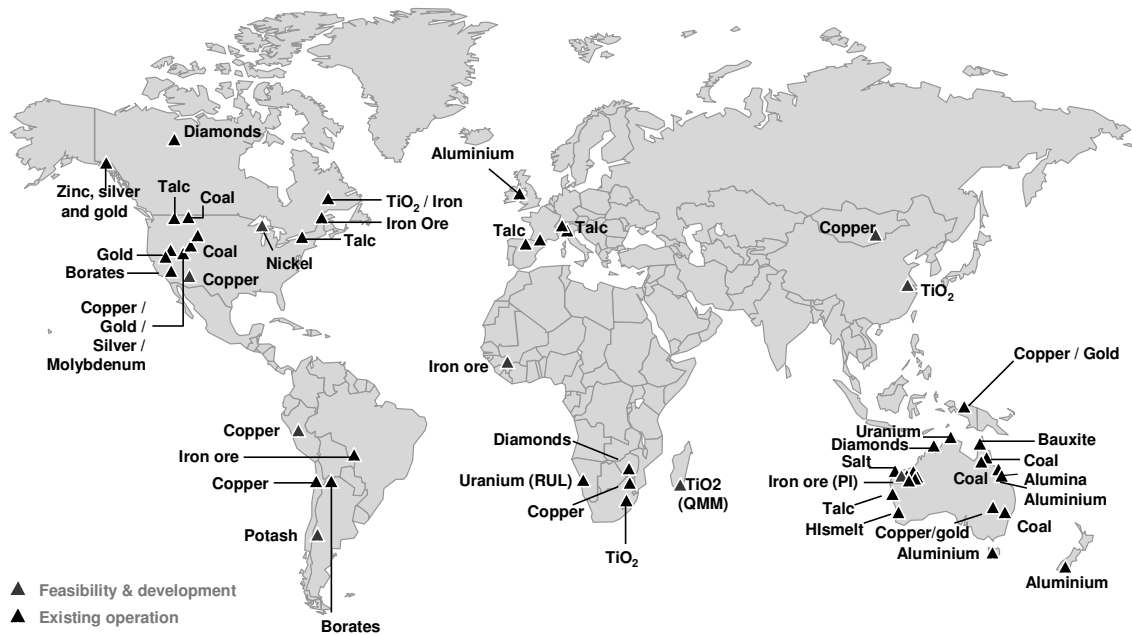 Diamonds
Zinc, silver
and gold
Talc
Coal
TiO₂ / Iron
Iron Ore
Talc
Nickel
Gold
Coal
Borates
Copper
Copper /
Gold /
Silver /
Molybdenum
Aluminium
Talc
Talc
Copper
TiO₂
Iron ore
Copper / Gold
Copper
Iron ore
Copper
Potash
Borates
Diamonds
Uranium (RUL)
Copper
TiO₂
TiO2
(QMM)
Uranium
Diamonds
Salt
Iron ore (PI)
Talc
HIsmelt
Bauxite
Coal
Coal
Alumina
Aluminium
Copper/gold
Coal
Aluminium
Aluminium
Feasibility & development
Existing operation